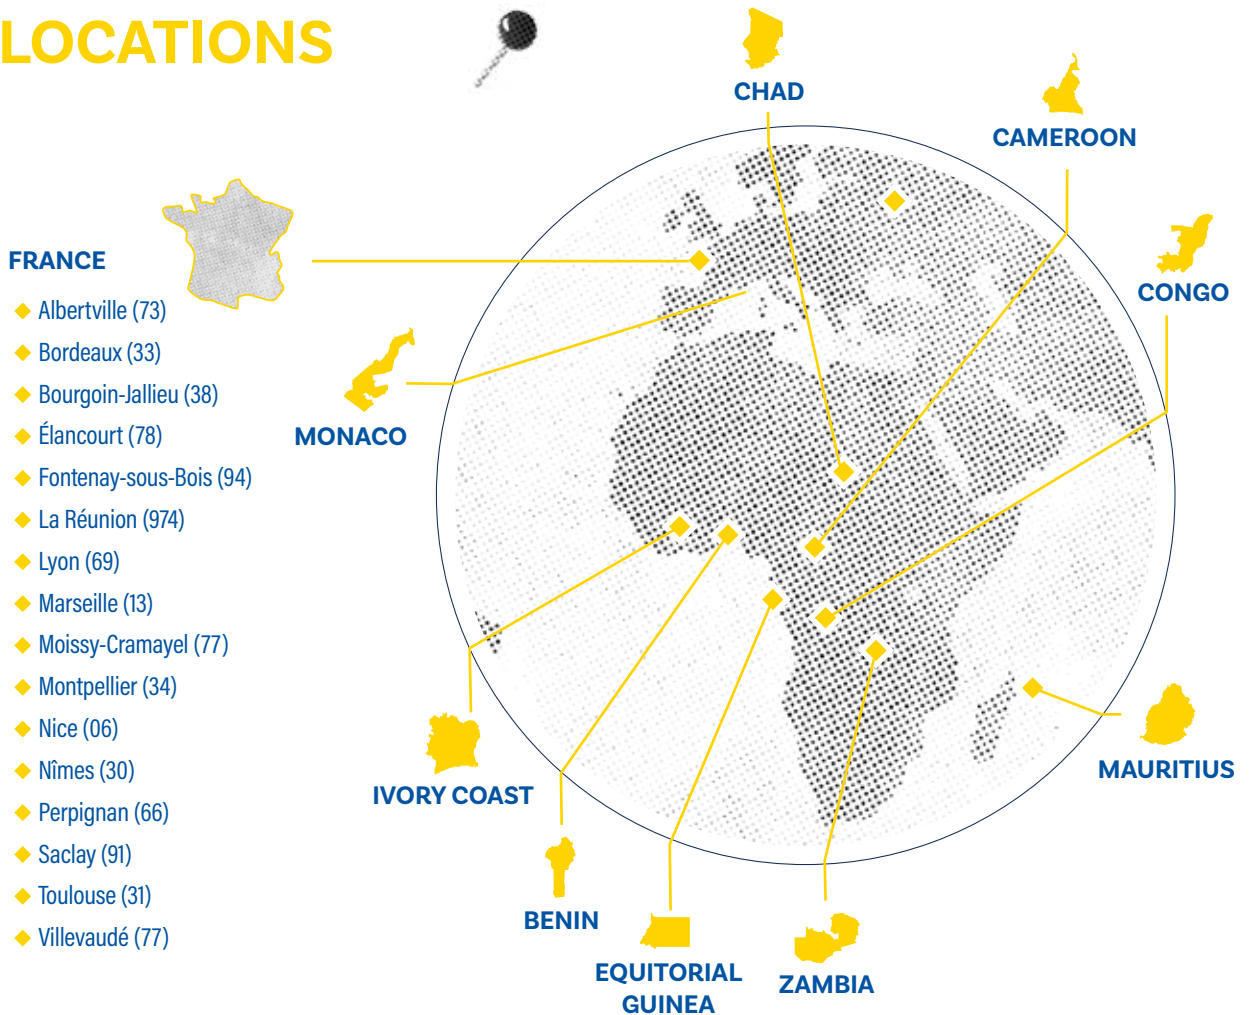 LOCATIONS
CHAD
CAMEROON
CONGO
FRANCE
Albertville (73)
Bordeaux (33)
Bourgoin-Jallieu (38)
Élancourt (78)
Fontenay-sous-Bois (94)
La Réunion (974)
Lyon (69)
Marseille (13)
Moissy-Cramayel (77)
Montpellier (34)
Nice (06)
Nîmes (30)
Perpignan (66)
Saclay (91)
Toulouse (31)
Villevaudé (77)
MONACO
IVORY COAST
BENIN
EQUITORIAL
GUINEA
ZAMBIA
MAURITIUS